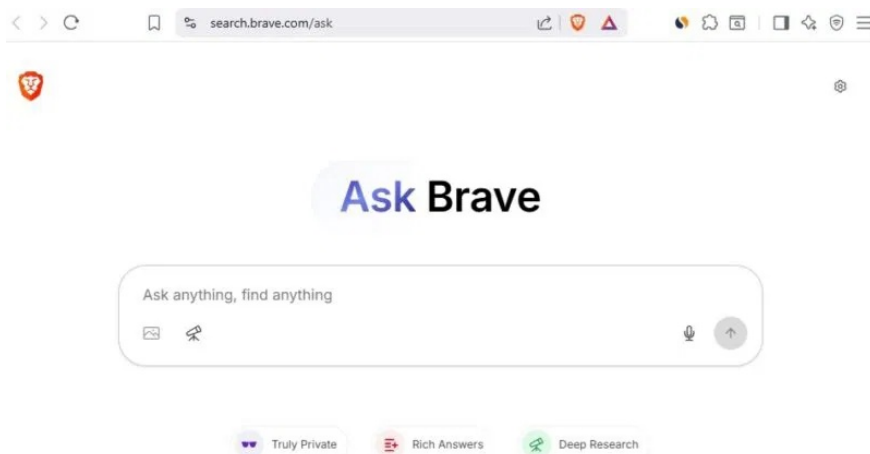 search.brave.com/ask
Ask Brave
Ask anything, find anything
Truly Private Rich Answers Deep Research